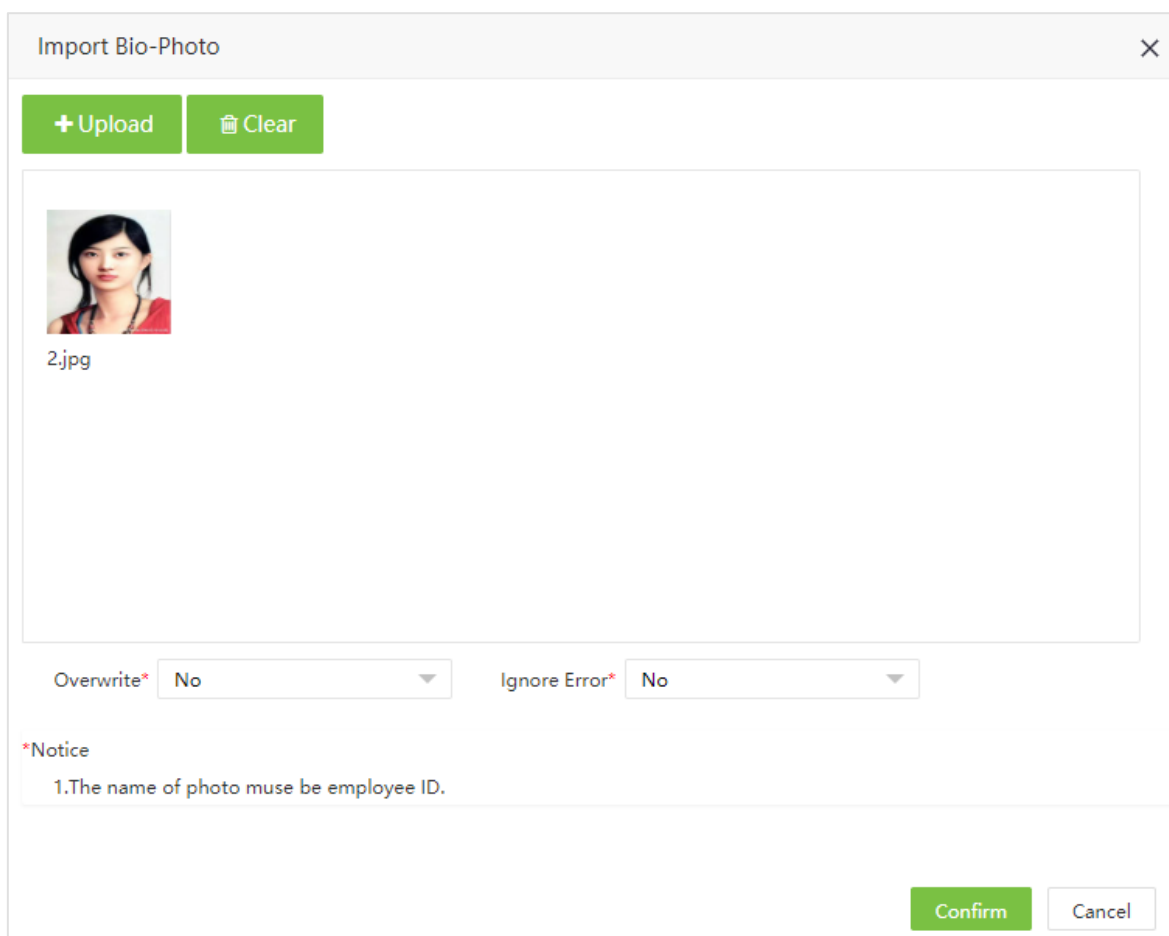 Import Bio-Photo
Upload Clear
2.jpg
Overwrite* No Ignore Error* No
*Notice
1.The name of photo muse be employee ID.
Confirm Cancel